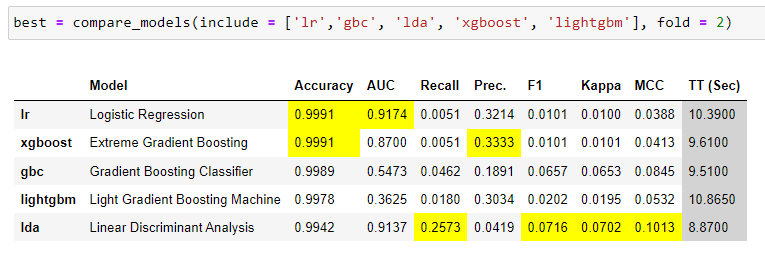 best = compare_models(include = ['lr','gbc', 'lda', 'xgboost', 'lightgbm'], fold = 2)
Model Accuracy AUC Recall Prec. F1 Kappa MCC TT (Sec)
lr Logistic Regression 0.9991 0.9174 0.0051 0.3214 0.0101 0.0100 0.0388 10.3900
xgboost Extreme Gradient Boosting 0.9991 0.8700 0.0051 0.3333 0.0101 0.0101 0.0413 9.6100
gbc Gradient Boosting Classifier 0.9989 0.5473 0.0462 0.1891 0.0657 0.0653 0.0845 9.5100
lightgbm Light Gradient Boosting Machine 0.9978 0.3625 0.0180 0.3034 0.0202 0.0195 0.0532 10.8650
lda Linear Discriminant Analysis 0.9942 0.9137 0.2573 0.0419 0.0716 0.0702 0.1013 8.8700